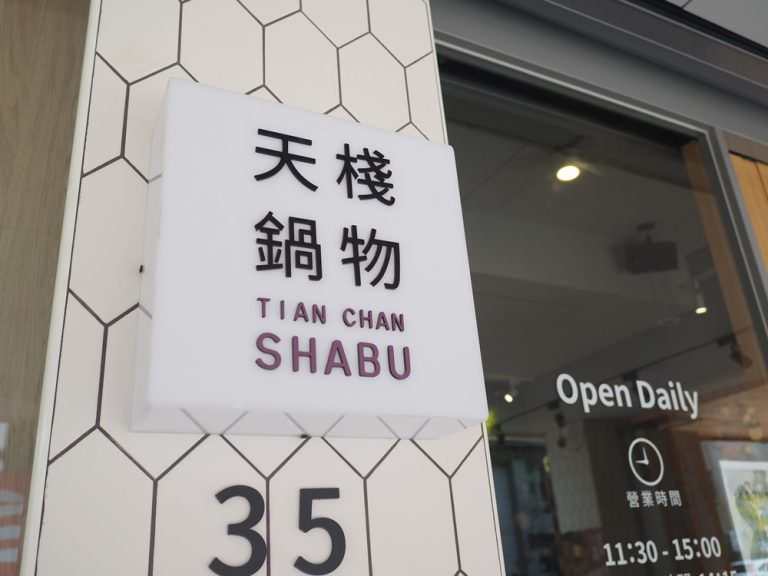 天棧
鍋物
TIAN CHAN
SHABU
35
Open Daily
營業時間
11:30 - 15:00